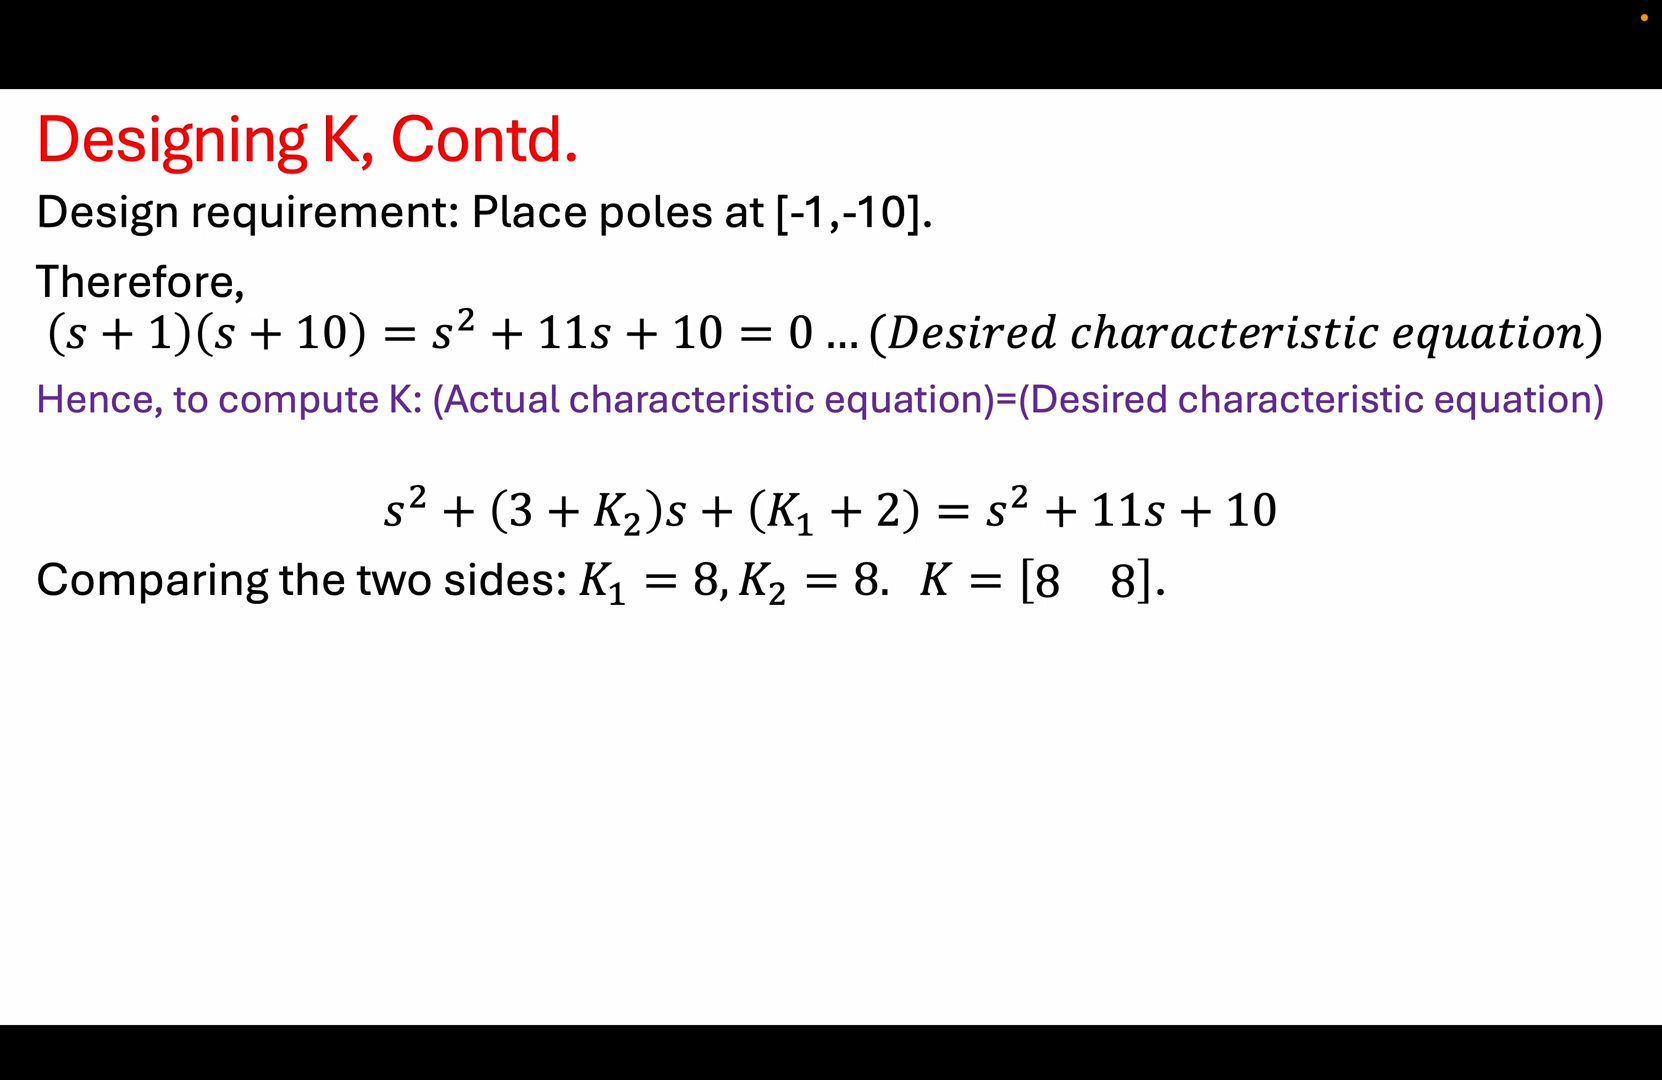 Designing K, Contd.
Design requirement: Place poles at [-1,-10].
Therefore,
(s + 1)(s + 10) = s² + 11s + 10 = 0 … (Desired characteristic equation)
Hence, to compute K: (Actual characteristic equation)=(Desired characteristic equation)
s² + (3 + K₂)s + (K₁ + 2) = s² + 11s + 10
Comparing the two sides: K₁ = 8, K₂ = 8. K = [8 8].